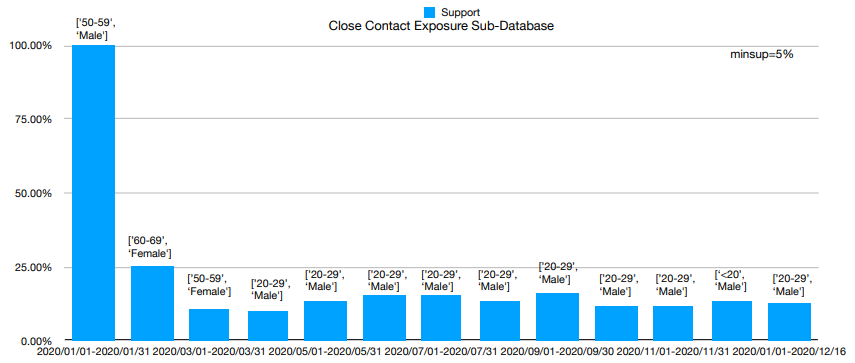 Support
Close Contact Exposure Sub-Database
minsup=5%
100.00%
75.00%
50.00%
25.00%
0.00%
['50-59',
‘Male']
['60-69’,
‘Female']
['50-59’,
‘Female']
['20-29’,
‘Male']
['20-29’,
‘Male']
['20-29’,
‘Male']
['20-29’,
‘Male']
['20-29’,
‘Male']
['20-29’,
‘Male']
['20-29’,
‘Male']
['20-29’,
‘Male']
['<20’,
‘Male']
['20-29’,
‘Male']
2020/01/01-2020/01/31 2020/03/01-2020/03/31 2020/05/01-2020/05/31 2020/07/01-2020/07/31 2020/09/01-2020/09/30 2020/11/01-2020/11/31 2020/01/01-2020/12/16